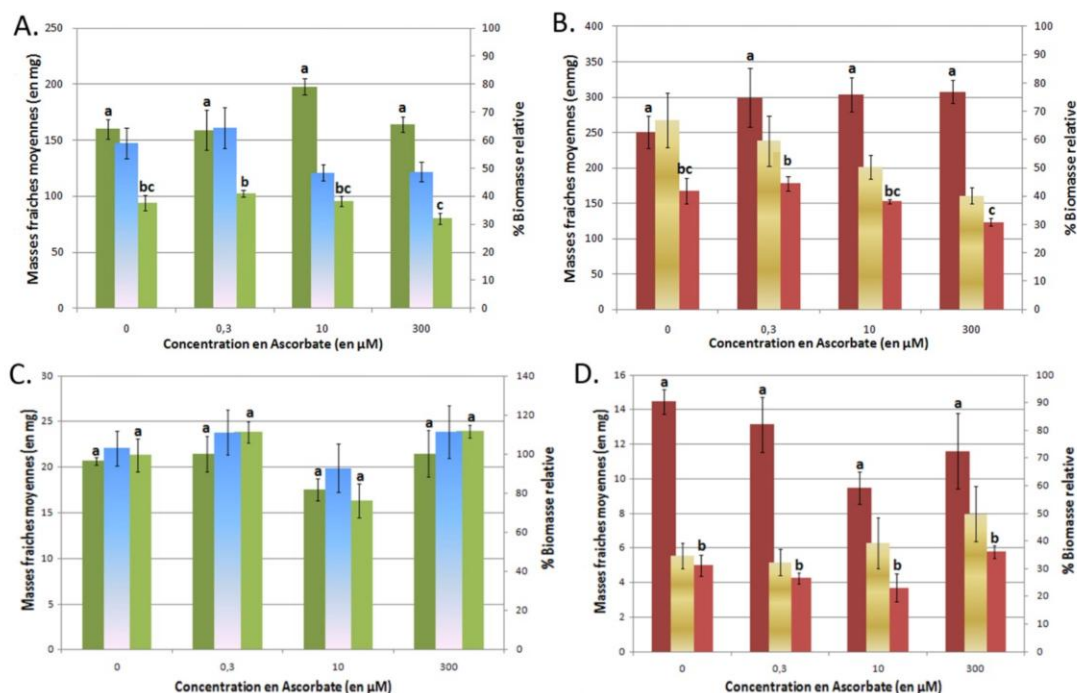 A.
Masses fraiches moyennes (en mg)
250
200
150
100
50
0
100
90
80
70
60
50
40
30
20
10
0
% Biomasse relative
a
bc
a
b
a
bc
a
c
0
0,3
10
300
Concentration en Ascorbate (en µM)
B.
Masses fraiches moyennes (enmg)
400
350
300
250
200
150
100
50
0
100
90
80
70
60
50
40
30
20
10
0
% Biomasse relative
a
bc
a
b
a
bc
a
c
0
0,3
10
300
Concentration en Ascorbate (en µM)
C.
Masses fraiches moyennes (en mg)
30
25
20
15
10
5
0
140
120
100
80
60
40
20
0
% Biomasse relative
a
a
a
a
a
a
a
a
0
0,3
10
300
Concentration en Ascorbate (en µM)
D.
Masses fraiches moyennes (en mg)
16
14
12
10
8
6
4
2
0
100
90
80
70
60
50
40
30
20
10
0
% Biomasse relative
a
b
a
b
a
b
a
b
0
0,3
10
300
Concentration en Ascorbate (en µM)